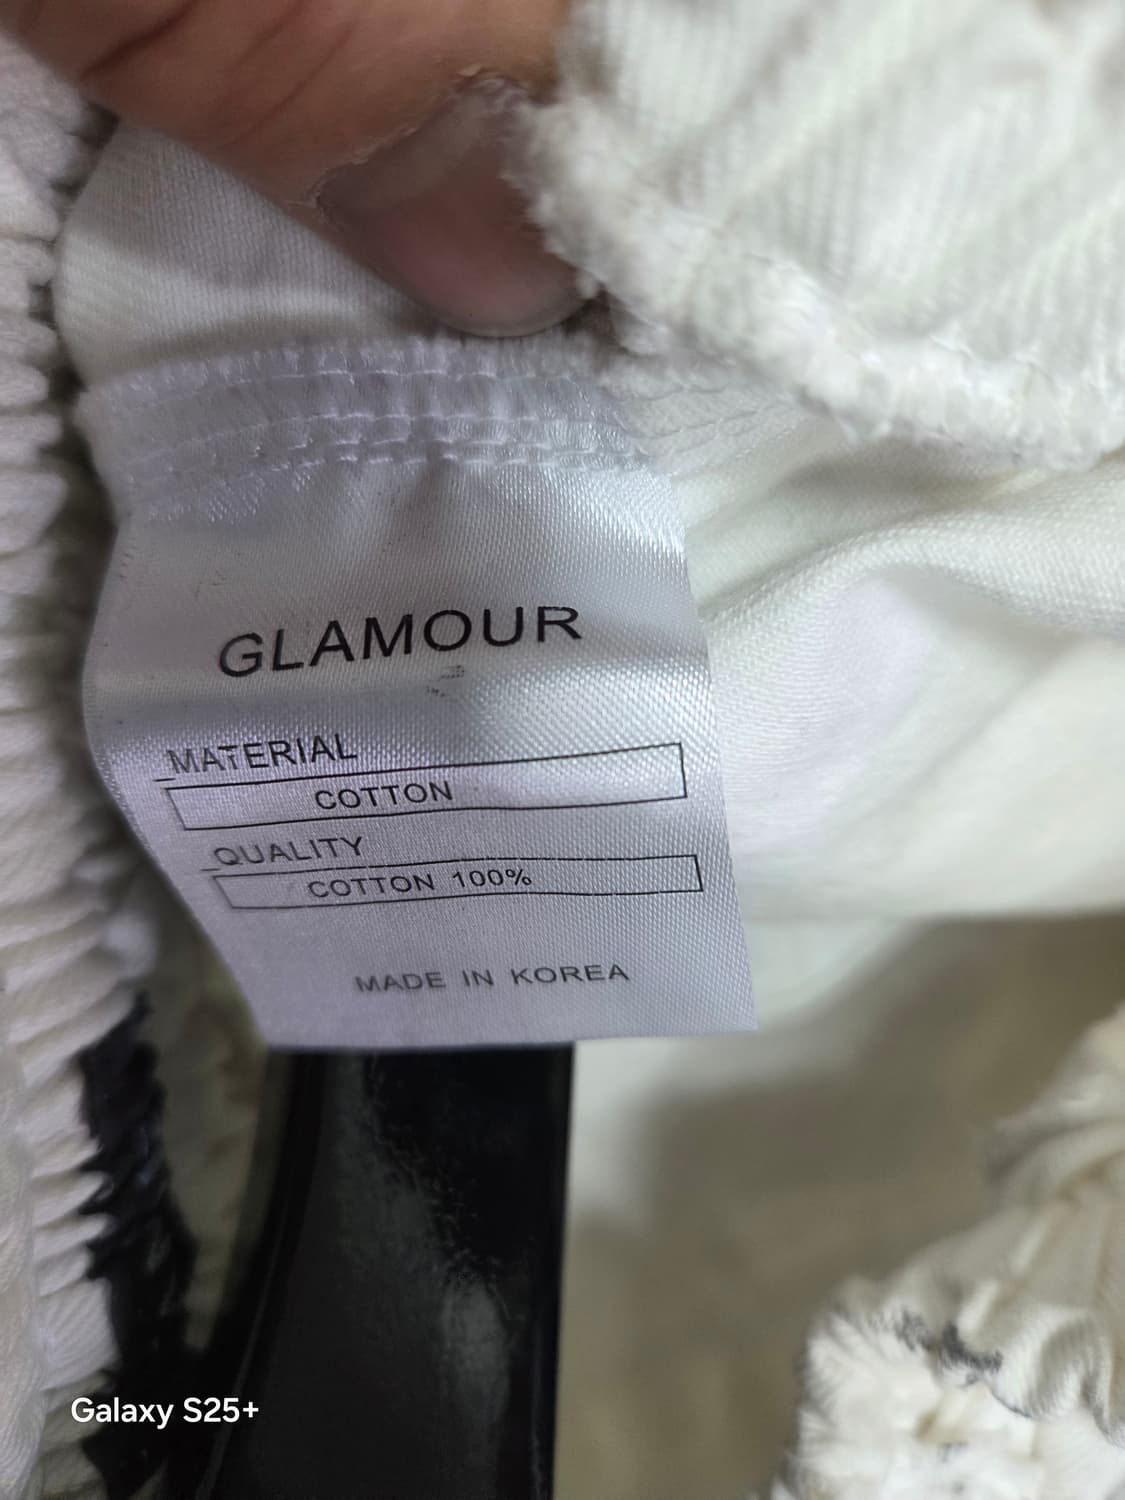 GLAMOUR
MATERIAL
COTTON
QUALITY
COTTON 100%
MADE IN KOREA
Galaxy S25+